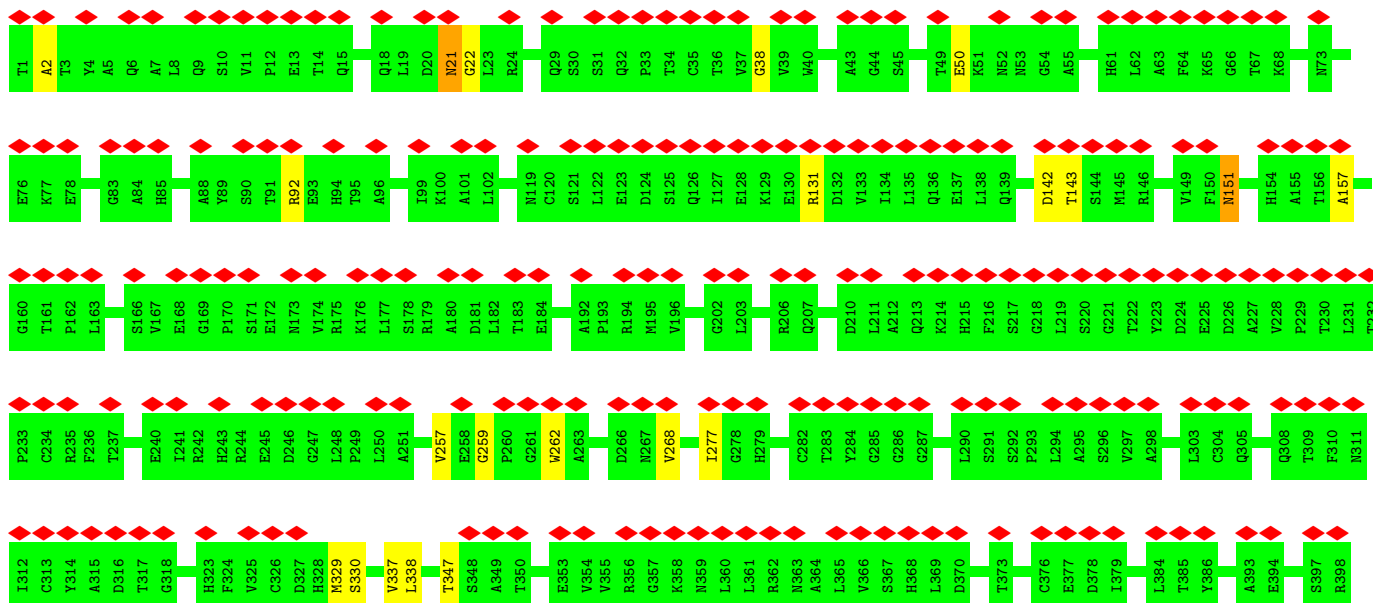 T1 A2 T3 Y4 A5 Q6 A7 L8 Q9 S10 V11 P12 E13 T14 Q15 Q18 L19 D20 N21 G22 L23 R24 Q29 S30 S31 Q32 P33 T34 C35 T36 V37 G38 V39 W40 A43 G44 S45 T49 E50 K51 N52 N53 G54 A55 H61 L62 A63 F64 K65 G66 T67 K68 N73
E76 K77 E78 G83 A84 H85 A88 Y89 S90 T91 R92 E93 H94 T95 A96 I99 K100 A101 L102 N119 C120 S121 L122 E123 D124 S125 Q126 I127 E128 K129 E130 R131 D132 V133 I134 L135 Q136 E137 L138 Q139 D142 T143 S144 M145 R146 V149 F150 N151 H154 A155 T156 A157
G160 T161 P162 L163 S166 V167 E168 G169 P170 S171 E172 N173 V174 R175 K176 L177 S178 R179 A180 D181 L182 T183 E184 A192 P193 R194 M195 V196 G202 L203 R206 Q207 D210 L211 A212 Q213 K214 H215 F216 S217 G218 L219 S220 G221 T222 Y223 D224 E225 D226 A227 V228 P229 T230 L231 T232
P233 C234 R235 F236 T237 E240 I241 R242 H243 R244 E245 D246 G247 L248 P249 L250 A251 V257 E258 G259 P260 G261 W262 A263 D266 N267 V268 I277 G278 H279 C282 T283 Y284 G285 G286 G287 L290 S291 S292 P293 L294 A295 S296 V297 A298 L303 C304 Q305 Q308 T309 F310 N311
I312 C313 Y314 A315 D316 T317 G318 H323 F324 V325 C326 D327 H328 M329 S330 V337 L338 T347 S348 A349 T350 E353 V354 V355 R356 G357 K358 N359 L360 L361 R362 N363 A364 L365 V366 S367 H368 L369 D370 T373 C376 E377 D378 I379 L384 T385 Y386 A393 E394 S397 R398